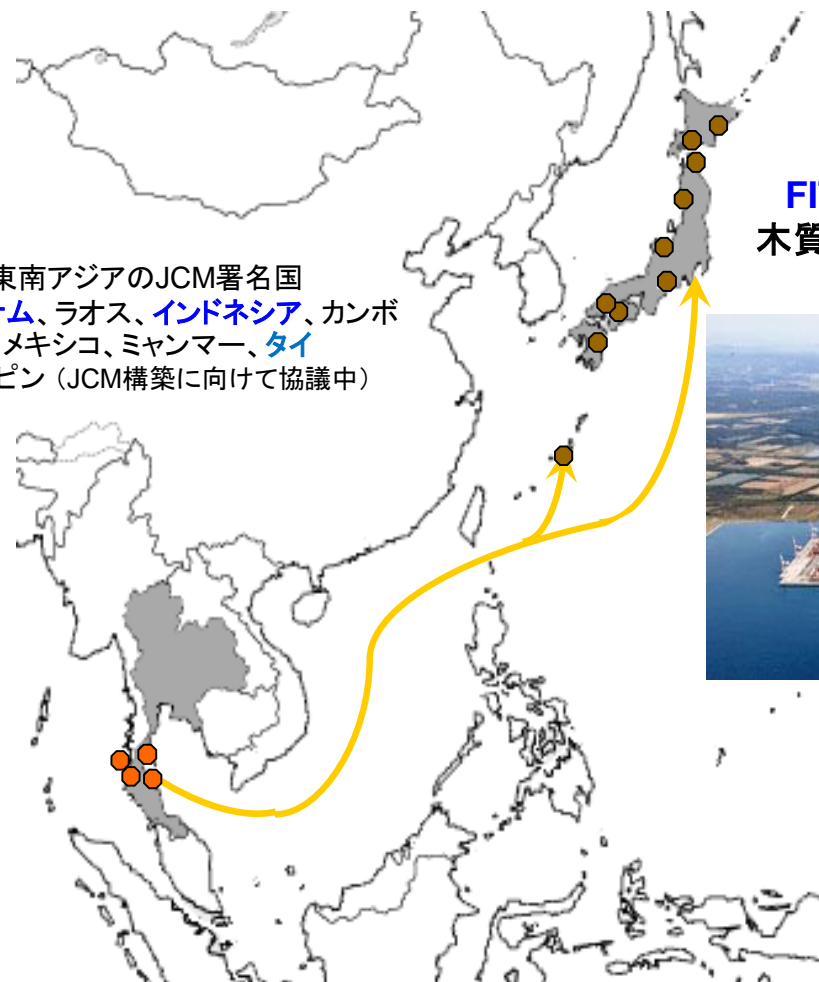 東南アジアのJCM署名国
ナム、ラオス、インドネシア、カンボ
メキシコ、ミャンマー、タイ
ピン（JCM構築に向けて協議中）
FI
木質